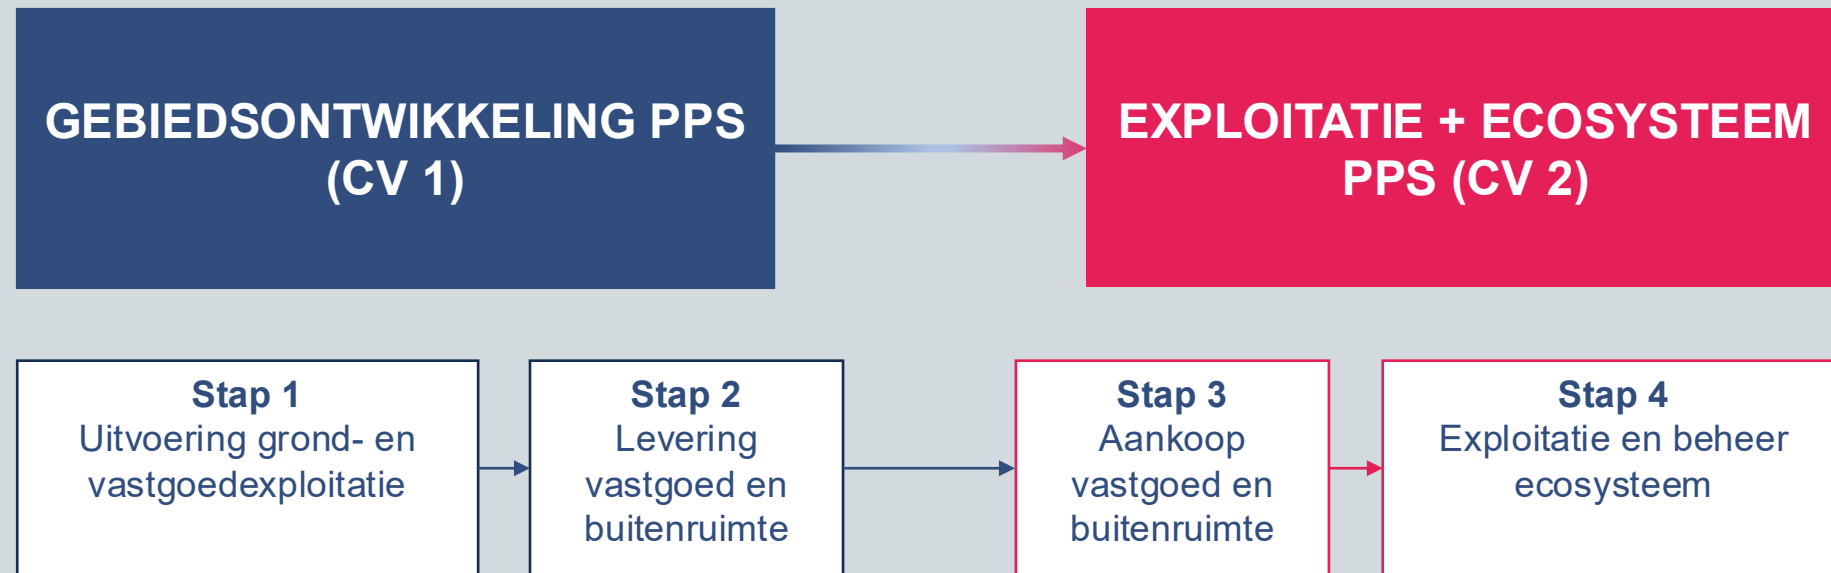 GEBIEDSONTWIKKELING PPS
(CV 1)
EXPLOITATIE + ECOSYSTEEM
PPS (CV 2)
Stap 1
Uitvoering grond- en
vastgoedexploitatie
Stap 2
Levering
vastgoed en
buitenruimte
Stap 3
Aankoop
vastgoed en
buitenruimte
Stap 4
Exploitatie en beheer
ecosysteem